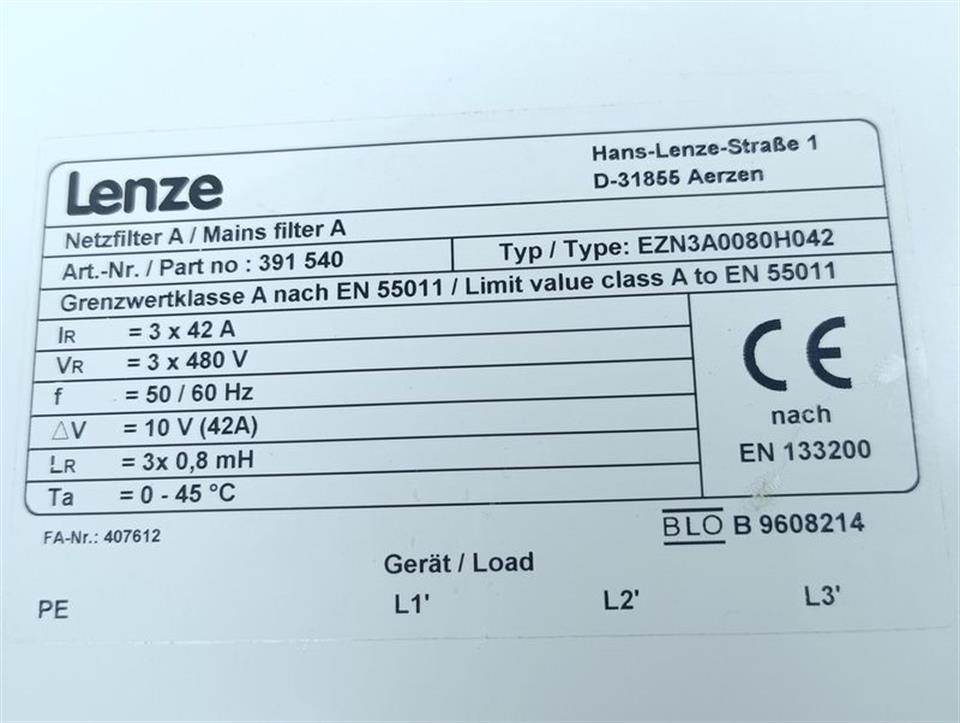 Lenze
Hans-Lenze-Straße 1
D-31855 Aerzen
Netzfilter A / Mains filter A
Art.-Nr. / Part no : 391 540
Typ / Type: EZN3A0080H042
Grenzwertklasse A nach EN 55011 / Limit value class A to EN 55011
IR = 3 x 42 A
VR = 3 x 480 V
f = 50 / 60 Hz
△V = 10 V (42A)
LR = 3x 0,8 mH
Ta = 0 - 45 °C
CE
nach
EN 133200
FA-Nr.: 407612
BLO B 9608214
Gerät / Load
PE L1' L2' L3'